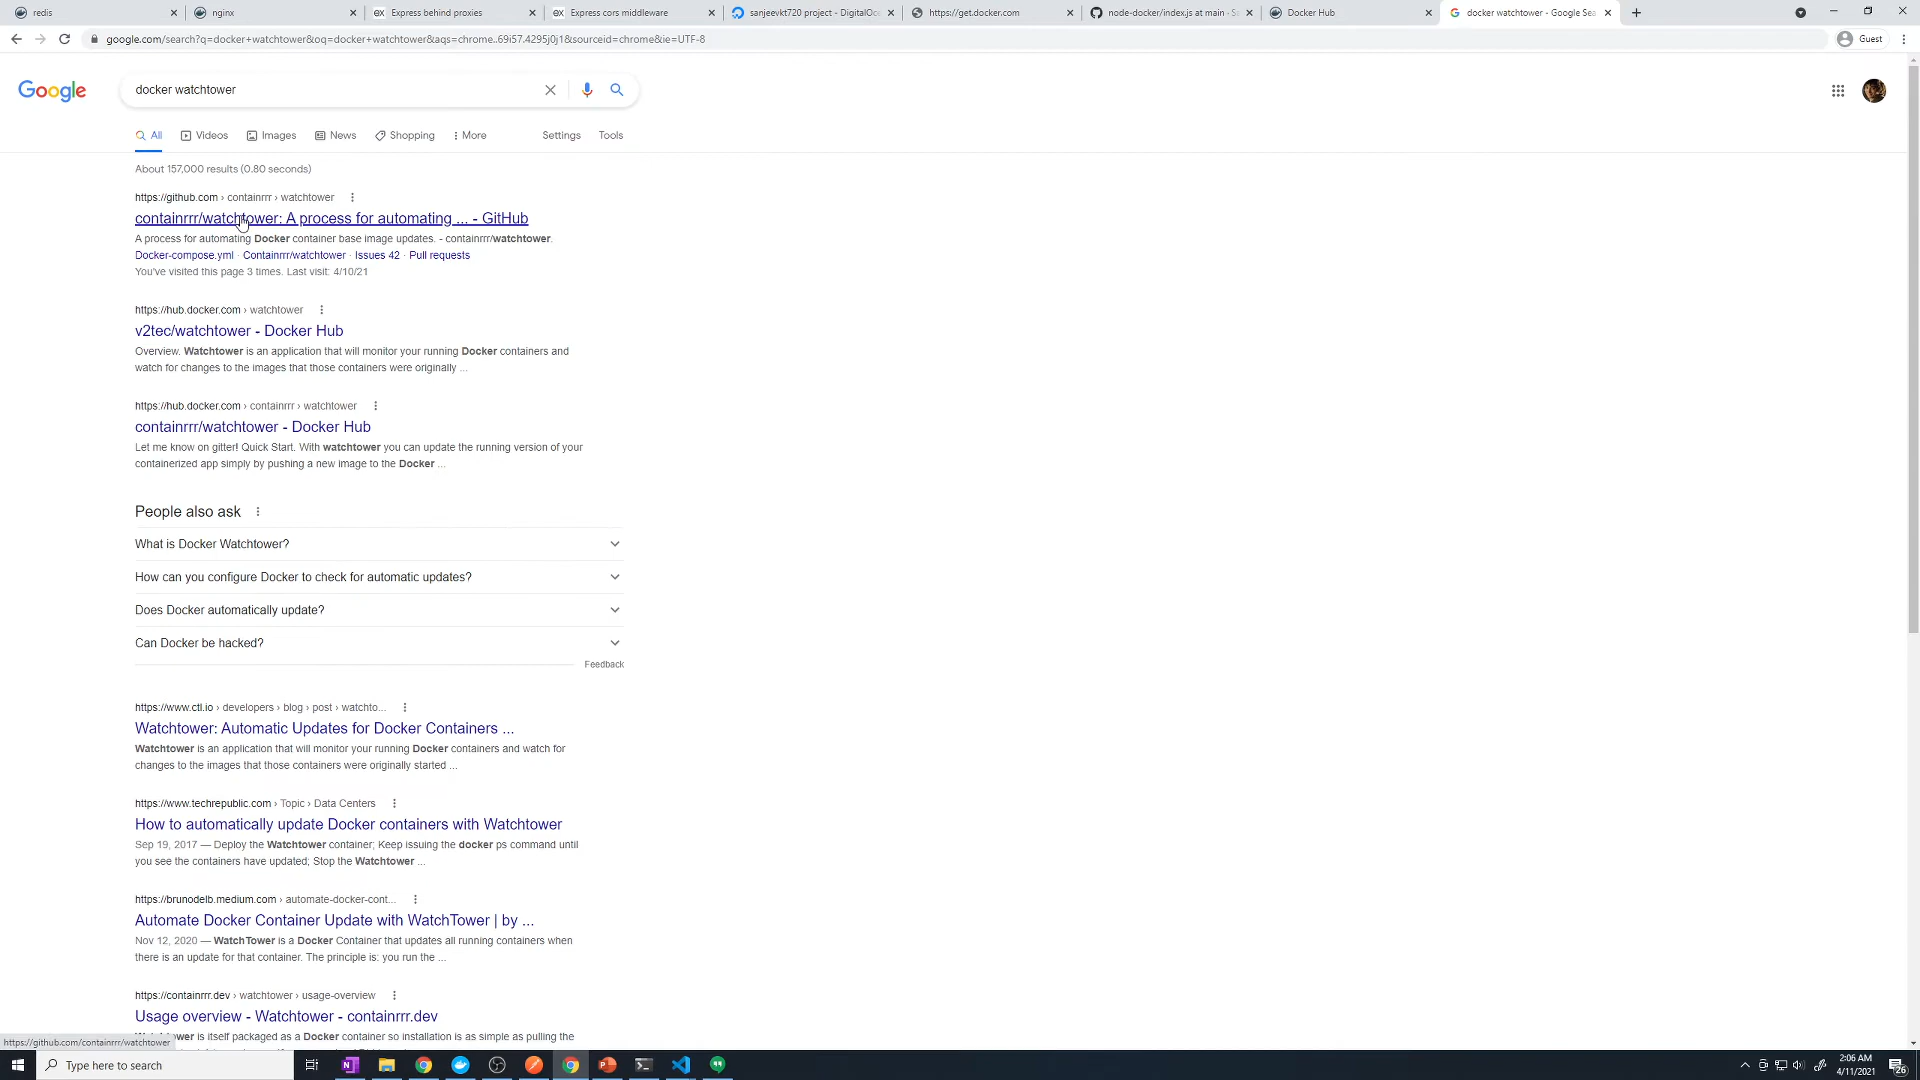 redis
nginx
Express behind proxies
Express cors middleware
sanjeevkt720 project - DigitalOce
https://get.docker.com
node-docker/index.js at main · Sa
Docker Hub
docker watchtower - Google Sea
google.com/search?q=docker+watchtower&oq=docker+watchtower&aqs=chrome..69i57.4295j0j1&sourceid=chrome&ie=UTF-8
Guest
Google
docker watchtower
All
Videos
Images
News
Shopping
More
Settings
Tools
About 157,000 results (0.80 seconds)
https://github.com › containrrr › watchtower
containrrr/watchtower: A process for automating ... - GitHub
A process for automating Docker container base image updates. - containrrr/watchtower.
Docker-compose.yml · Containrrr/watchtower · Issues 42 · Pull requests
You've visited this page 3 times. Last visit: 4/10/21
https://hub.docker.com › watchtower
v2tec/watchtower - Docker Hub
Overview. Watchtower is an application that will monitor your running Docker containers and
watch for changes to the images that those containers were originally ...
https://hub.docker.com › containrrr › watchtower
containrrr/watchtower - Docker Hub
Let me know on gitter! Quick Start. With watchtower you can update the running version of your
containerized app simply by pushing a new image to the Docker ...
People also ask
What is Docker Watchtower?
How can you configure Docker to check for automatic updates?
Does Docker automatically update?
Can Docker be hacked?
Feedback
https://www.ctl.io › developers › blog › post › watchto...
Watchtower: Automatic Updates for Docker Containers ...
Watchtower is an application that will monitor your running Docker containers and watch for
changes to the images that those containers were originally started ...
https://www.techrepublic.com › Topic › Data Centers
How to automatically update Docker containers with Watchtower
Sep 19, 2017 — Deploy the Watchtower container; Keep issuing the docker ps command until
you see the containers have updated; Stop the Watchtower ...
https://brunodelb.medium.com › automate-docker-cont...
Automate Docker Container Update with WatchTower | by ...
Nov 12, 2020 — WatchTower is a Docker Container that updates all running containers when
there is an update for that container. The principle is: you run the ...
https://containrrr.dev › watchtower › usage-overview
Usage overview - Watchtower - containrrr.dev
is itself packaged as a Docker container so installation is as simple as pulling the
https://github.com/containrrr/watchtower
Type here to search
2:06 AM
4/11/2021
26